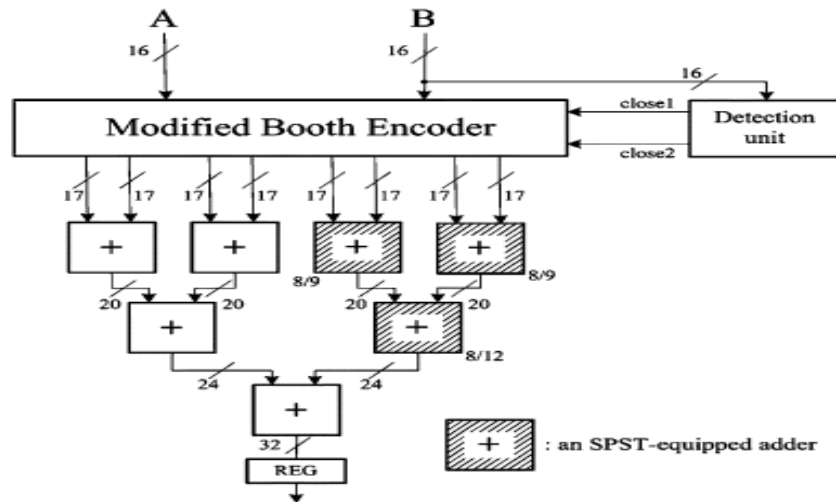 A B
16 16 16
close1
Modified Booth Encoder
Detection
unit
close2
17 17 17 17 17 17 17 17
+ + + +
8/9 8/9
20 20 20 20
+ +
8/12
24 24
+
32
REG
+ : an SPST-equipped adder